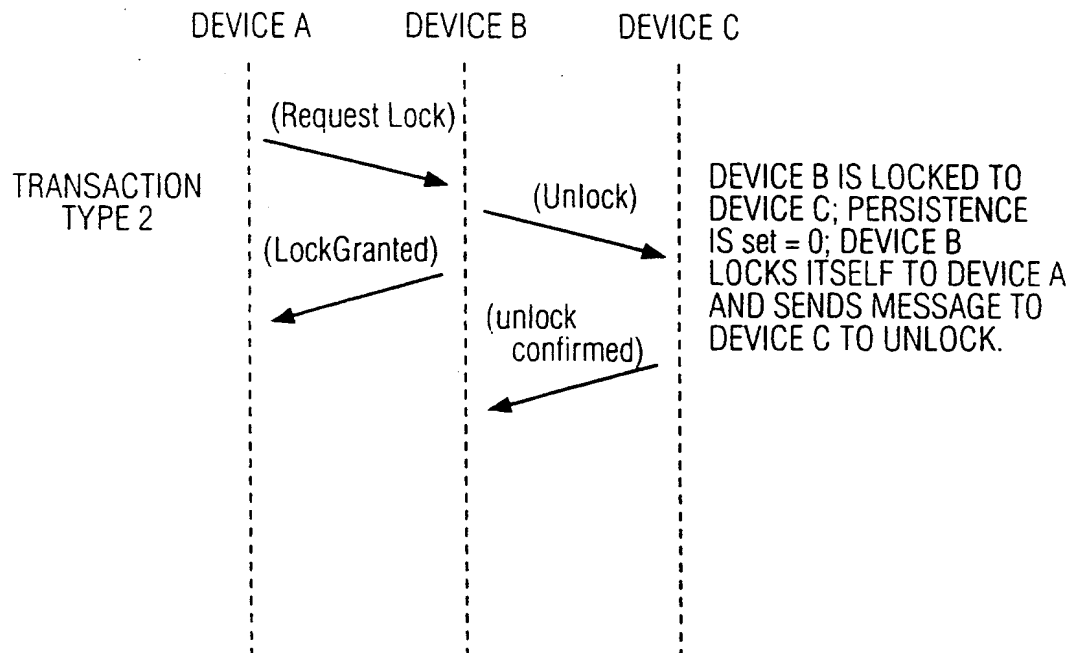 DEVICE A DEVICE B DEVICE C
(Request Lock)
TRANSACTION
TYPE 2
(Unlock)
(LockGranted)
(unlock
confirmed)
DEVICE B IS LOCKED TO
DEVICE C; PERSISTENCE
IS set = 0; DEVICE B
LOCKS ITSELF TO DEVICE A
AND SENDS MESSAGE TO
DEVICE C TO UNLOCK.